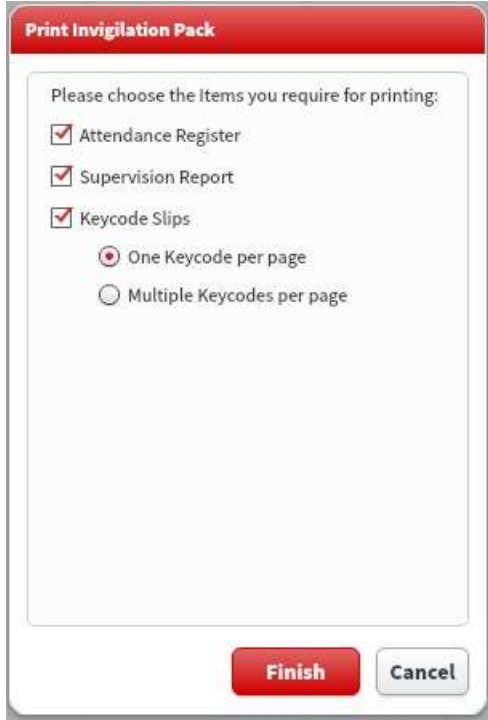 Print Invigilation Pack
Please choose the Items you require for printing:
Attendance Register
Supervision Report
Keycode Slips
One Keycode per page
Multiple Keycodes per page
Finish
Cancel